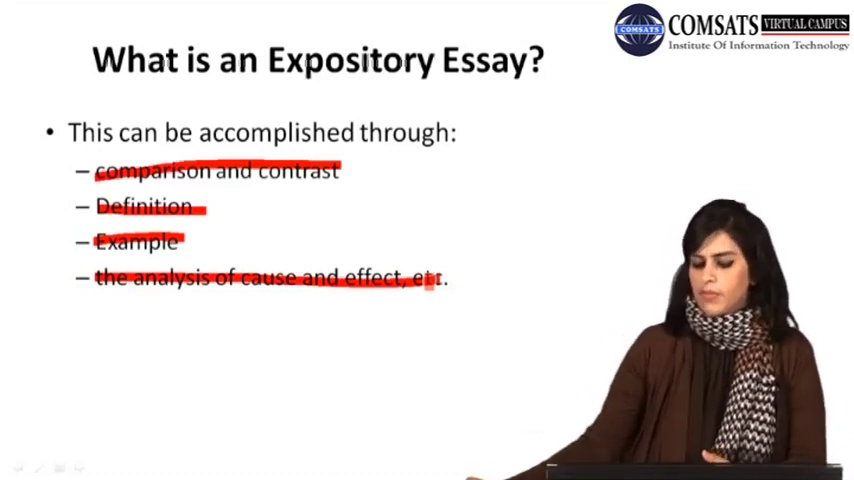 COMSATS VIRTUAL CAMPUS
COMSATS
Institute Of Information Technology
What is an Expository Essay?
• This can be accomplished through:
– comparison and contrast
– Definition
– Example
– the analysis of cause and effect, etc.